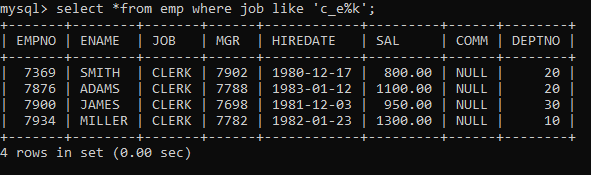 mysql> select *from emp where job like 'c_e%k';
+-------+--------+-------+------+------------+---------+------+--------+
| EMPNO | ENAME  | JOB   | MGR  | HIREDATE   | SAL     | COMM | DEPTNO |
+-------+--------+-------+------+------------+---------+------+--------+
|  7369 | SMITH  | CLERK | 7902 | 1980-12-17 |  800.00 | NULL |     20 |
|  7876 | ADAMS  | CLERK | 7788 | 1983-01-12 | 1100.00 | NULL |     20 |
|  7900 | JAMES  | CLERK | 7698 | 1981-12-03 |  950.00 | NULL |     30 |
|  7934 | MILLER | CLERK | 7782 | 1982-01-23 | 1300.00 | NULL |     10 |
+-------+--------+-------+------+------------+---------+------+--------+
4 rows in set (0.00 sec)